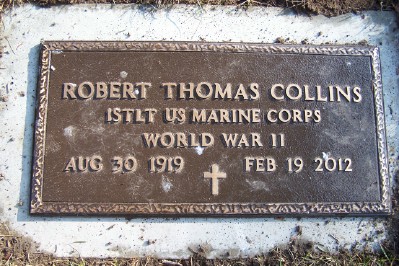 ROBERT THOMAS COLLINS
1STLT US MARINE CORPS
WORLD WAR II
AUG 30 1919 FEB 19 2012